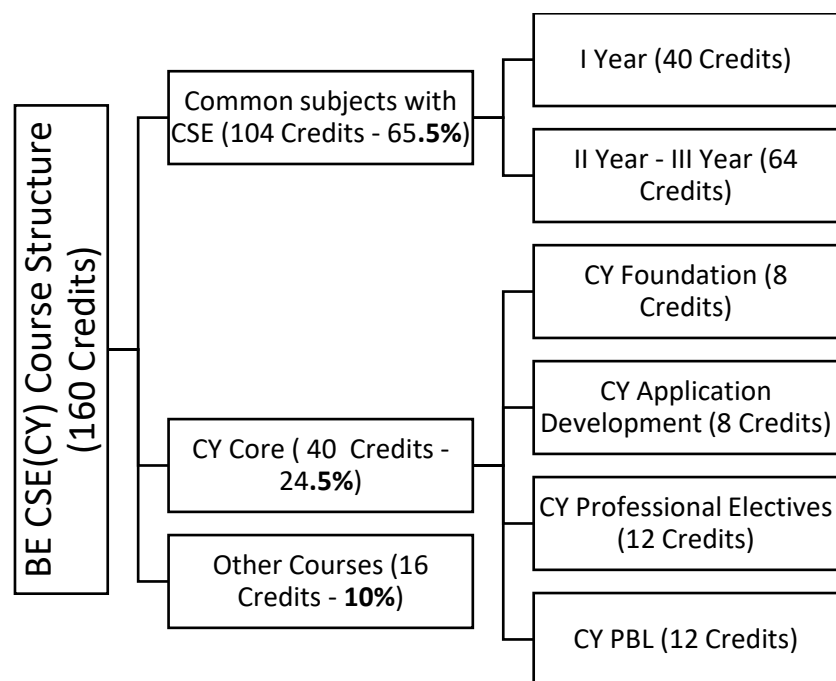 BE CSE(CY) Course Structure
(160 Credits)
Common subjects with
CSE (104 Credits - 65.5%)
I Year (40 Credits)
II Year - III Year (64
Credits)
CY Core ( 40  Credits -
24.5%)
CY Foundation (8
Credits)
CY Application
Development (8 Credits)
CY Professional Electives
(12 Credits)
CY PBL (12 Credits)
Other Courses (16
Credits - 10%)